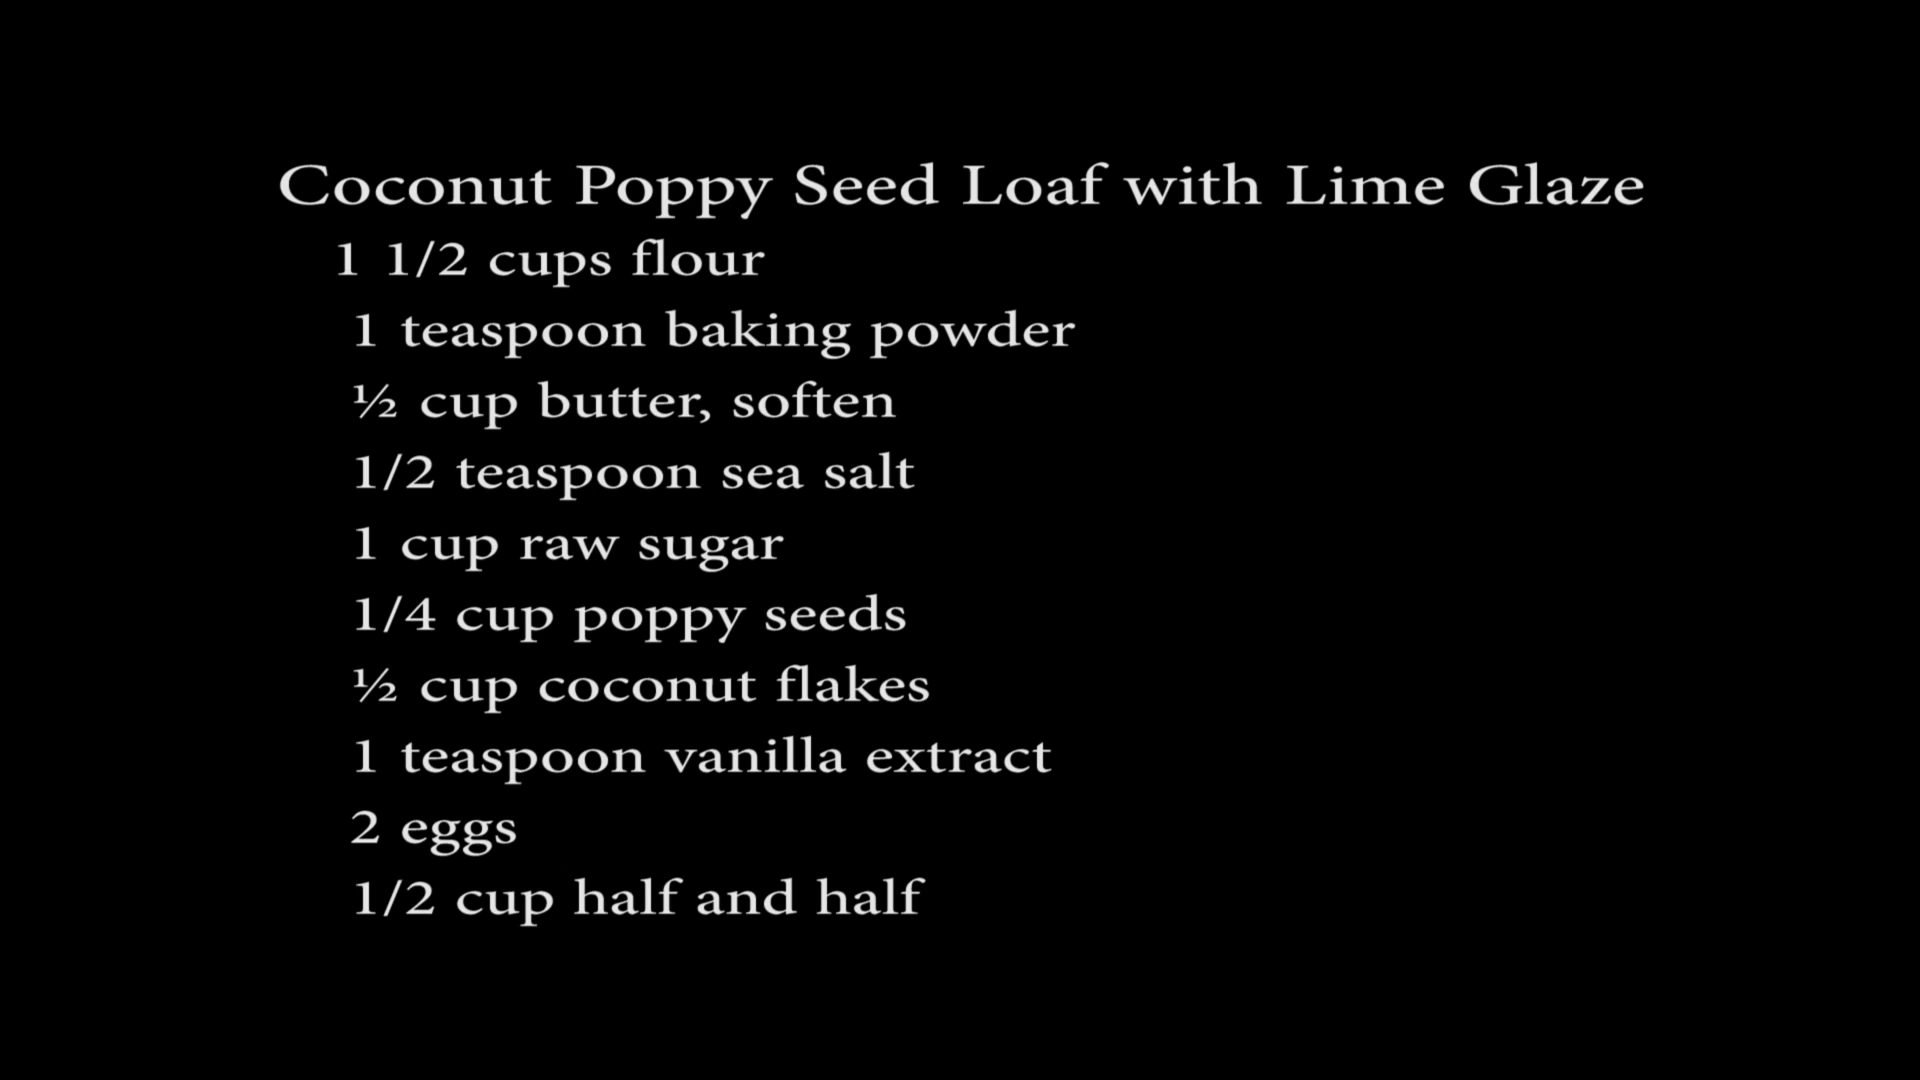 Coconut Poppy Seed Loaf with Lime Glaze
1 1/2 cups flour
1 teaspoon baking powder
½ cup butter, soften
1/2 teaspoon sea salt
1 cup raw sugar
1/4 cup poppy seeds
½ cup coconut flakes
1 teaspoon vanilla extract
2 eggs
1/2 cup half and half